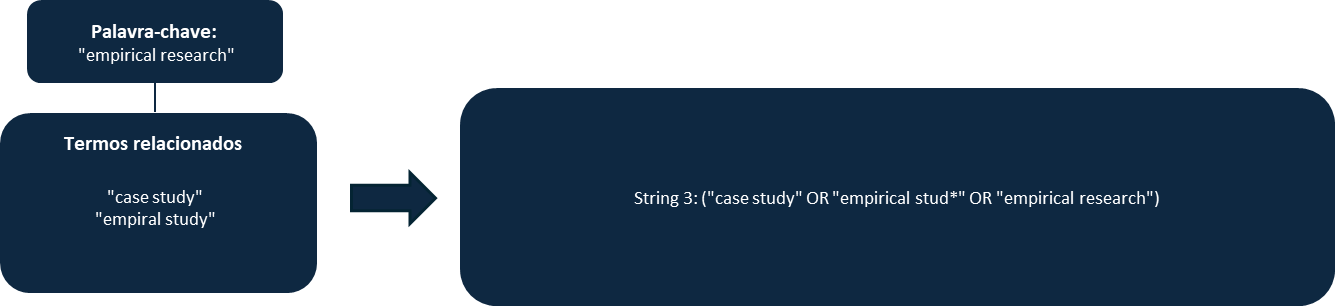 Palavra-chave:
"empirical research"
Termos relacionados
"case study"
"empiral study"
String 3: ("case study" OR "empirical stud*" OR "empirical research")